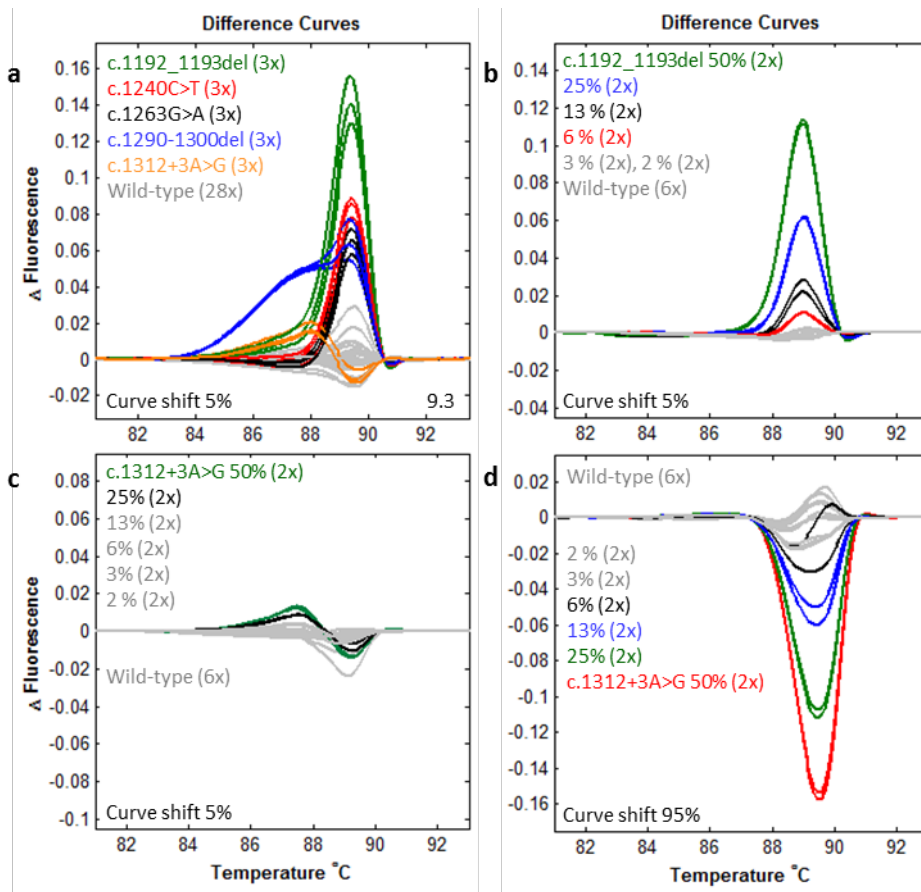 Difference Curves
a
c.1192_1193del (3x)
c.1240C>T (3x)
c.1263G>A (3x)
c.1290-1300del (3x)
c.1312+3A>G (3x)
Wild-type (28x)
0.16
0.14
0.12
0.1
0.08
0.06
0.04
0.02
0
-0.02
Δ Fluorescence
Curve shift 5%
9.3
82 84 86 88 90 92
Difference Curves
b
c.1192_1193del 50% (2x)
25% (2x)
13 % (2x)
6 % (2x)
3 % (2x), 2 % (2x)
Wild-type (6x)
0.14
0.12
0.1
0.08
0.06
0.04
0.02
0
-0.02
-0.04
Curve shift 5%
82 84 86 88 90 92
c
c.1312+3A>G 50% (2x)
25% (2x)
13% (2x)
6% (2x)
3% (2x)
2 % (2x)
Wild-type (6x)
0.08
0.06
0.04
0.02
0
-0.02
-0.04
-0.06
-0.08
-0.1
Δ Fluorescence
Curve shift 5%
82 84 86 88 90 92
Temperature °C
d
Wild-type (6x)
2 % (2x)
3% (2x)
6% (2x)
13% (2x)
25% (2x)
c.1312+3A>G 50% (2x)
0.02
0
-0.02
-0.04
-0.06
-0.08
-0.1
-0.12
-0.14
-0.16
Curve shift 95%
82 84 86 88 90 92
Temperature °C